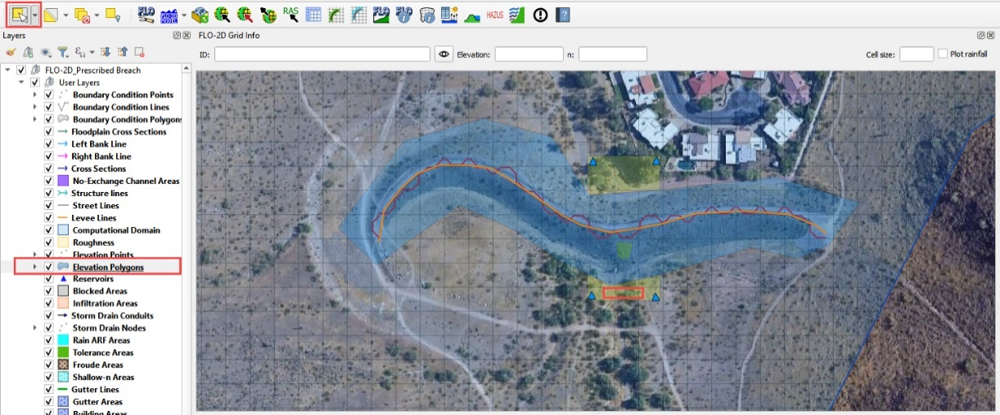 FLO-2D
MODEL
RAS
HAZUS
Layers
FLO-2D Grid Info
ID:
Elevation:
n:
Cell size:
Plot rainfall
FLO-2D_Prescribed Breach
User Layers
Boundary Condition Points
Boundary Condition Lines
Boundary Condition Polygons
Floodplain Cross Sections
Left Bank Line
Right Bank Line
Cross Sections
No-Exchange Channel Areas
Structure lines
Street Lines
Levee Lines
Computational Domain
Roughness
Elevation Points
Elevation Polygons
Reservoirs
Blocked Areas
Infiltration Areas
Storm Drain Conduits
Storm Drain Nodes
Rain ARF Areas
Tolerance Areas
Froude Areas
Shallow-n Areas
Gutter Lines
Gutter Areas
Building Areas